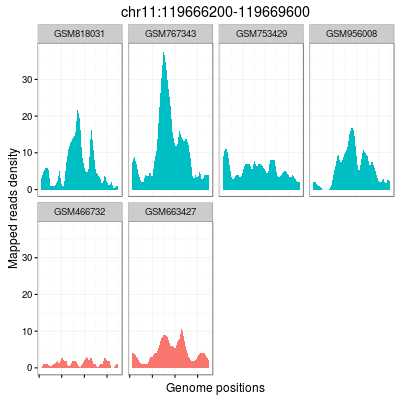 chr11:119666200-119669600
GSM818031 GSM767343 GSM753429 GSM956008
30
20
10
0
Mapped reads density
GSM466732 GSM663427
30
20
10
0
Genome positions